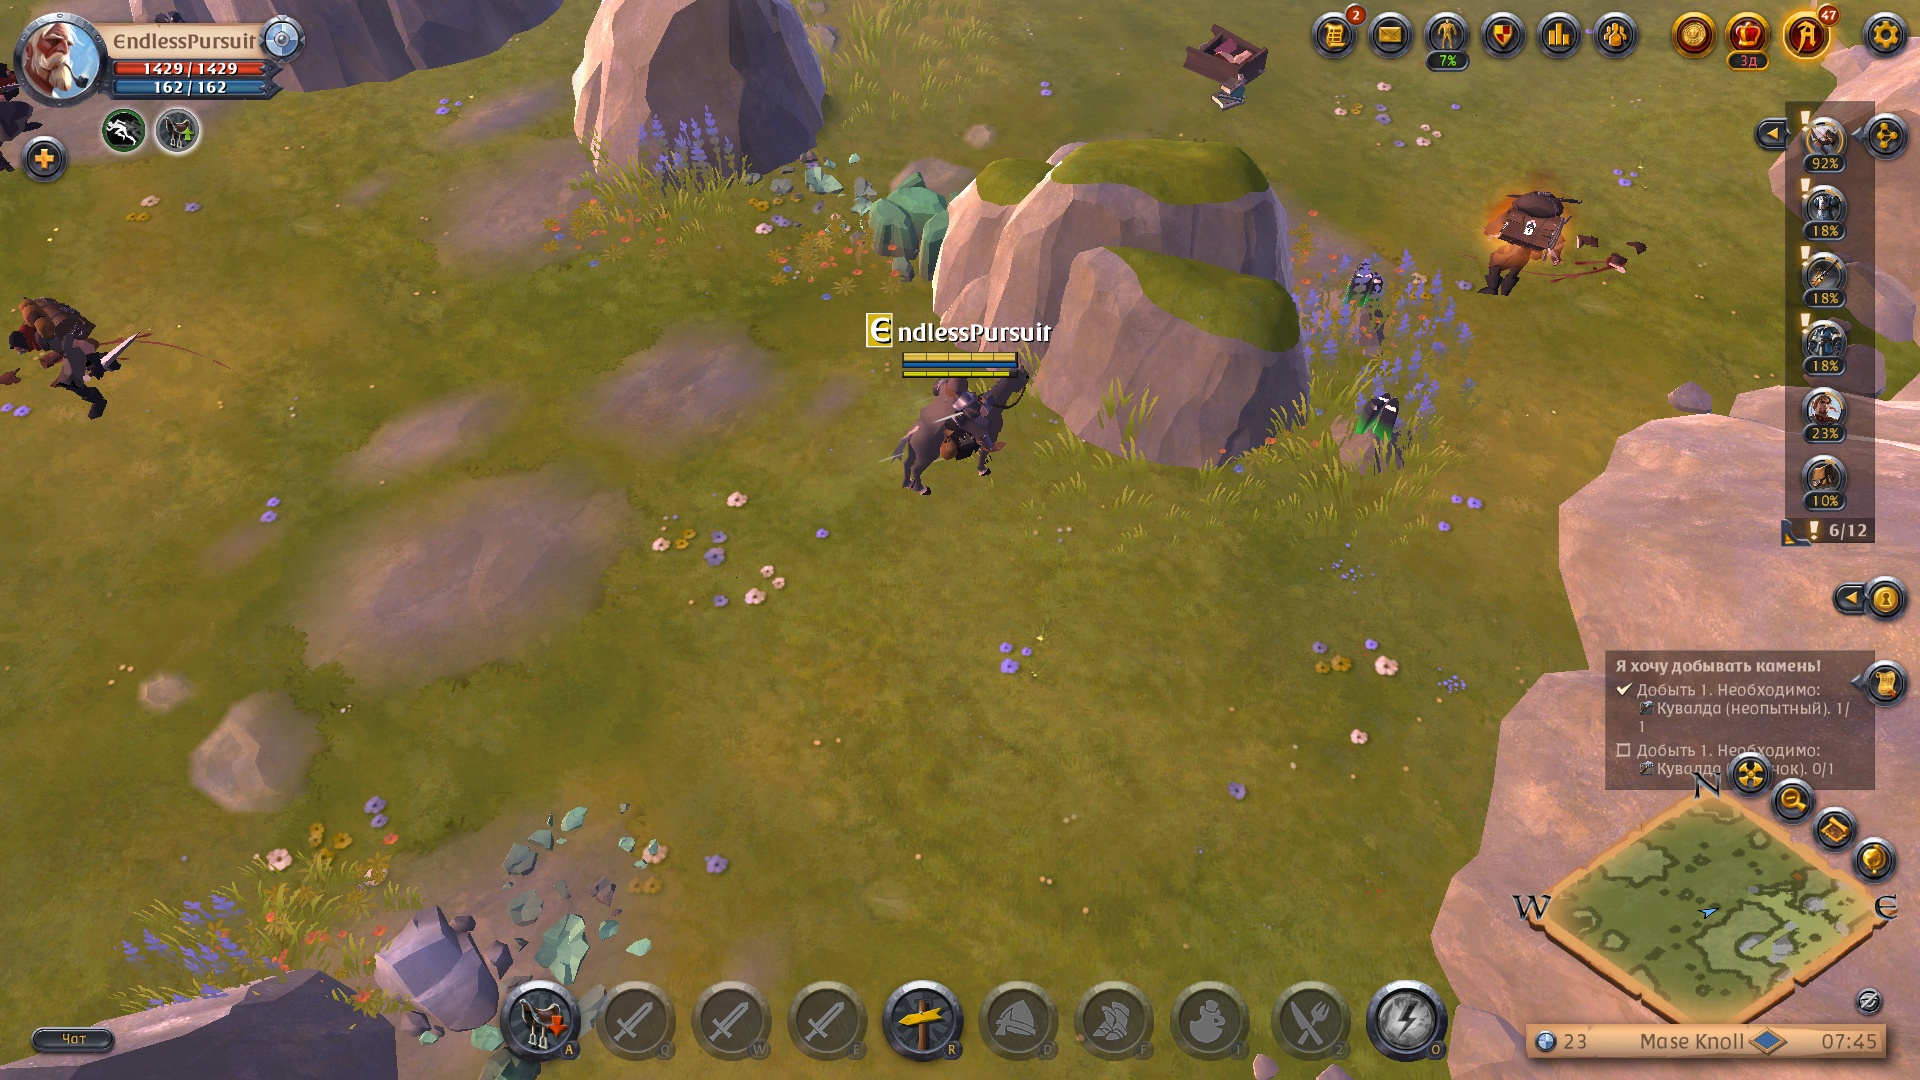 EndlessPursuit
1429 / 1429
162 / 162
2
7%
3д
47
92%
18%
18%
18%
23%
10%
6/12
EndlessPursuit
Я хочу добывать камень!
Добыть 1. Необходимо:
Кувалда (неопытный). 1/
1
Добыть 1. Необходимо:
Кувалда чок). 0/1
N
W
E
Чат
A
Q
W
E
R
D
F
1
2
O
23
Mase Knoll
07:45